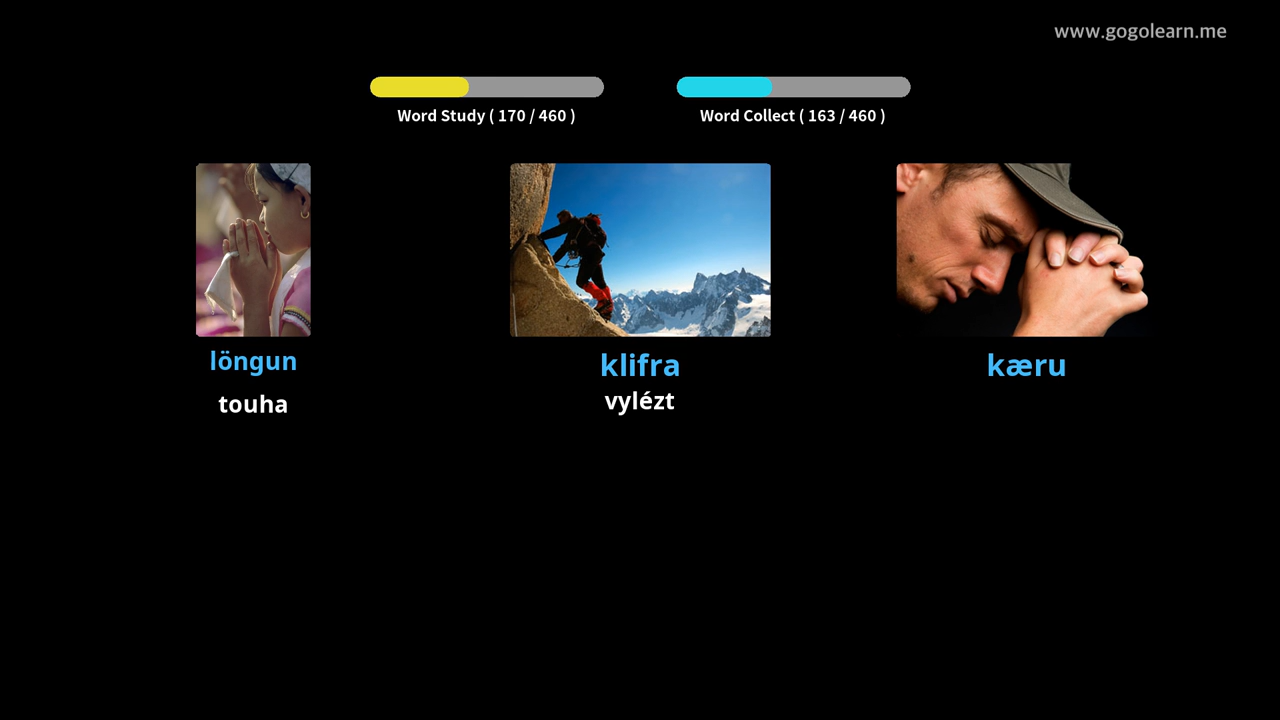 www.gogolearn.me
Word Study ( 170 / 460 )
Word Collect ( 163 / 460 )
löngun
klifra
kæru
touha
vylézt